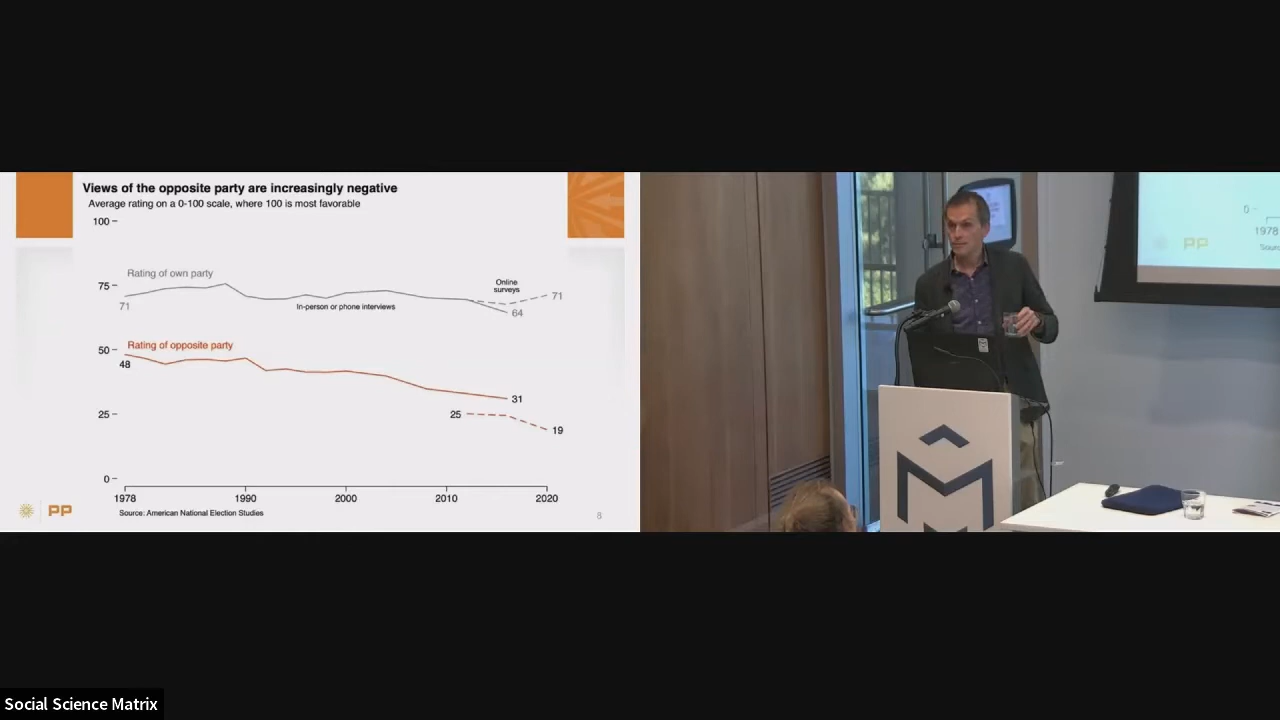 Views of the opposite party are increasingly negative
Average rating on a 0-100 scale, where 100 is most favorable
100
75
50
25
0
Rating of own party
71
In-person or phone interviews
Online
surveys
71
64
Rating of opposite party
48
31
25
19
1978
1990
2000
2010
2020
Source: American National Election Studies
PP
8
0
1978
PP
Social Science Matrix